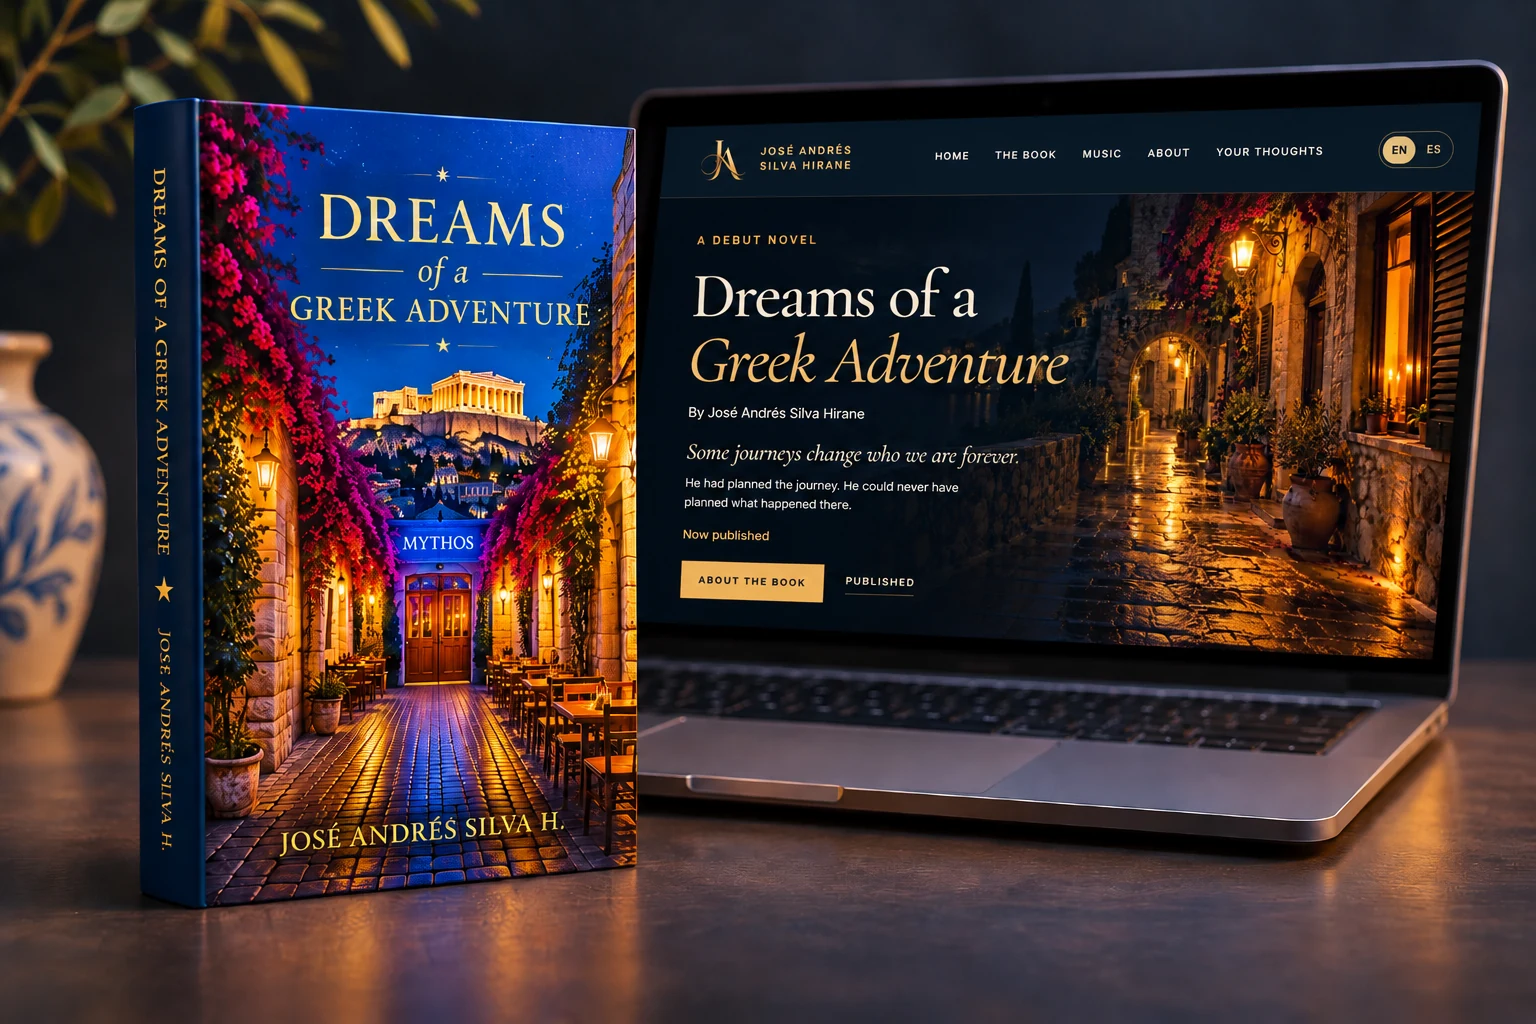 DREAMS OF A GREEK ADVENTURE ★ JOSÉ ANDRÉS SILVA H.
DREAMS
of a
GREEK ADVENTURE
MYTHOS
JOSÉ ANDRÉS SILVA H.
JA
JOSÉ ANDRÉS
SILVA HIRANE
HOME THE BOOK MUSIC ABOUT YOUR THOUGHTS
EN ES
A DEBUT NOVEL
Dreams of a
Greek Adventure
By José Andrés Silva Hirane
Some journeys change who we are forever.
He had planned the journey. He could never have
planned what happened there.
Now published
ABOUT THE BOOK PUBLISHED